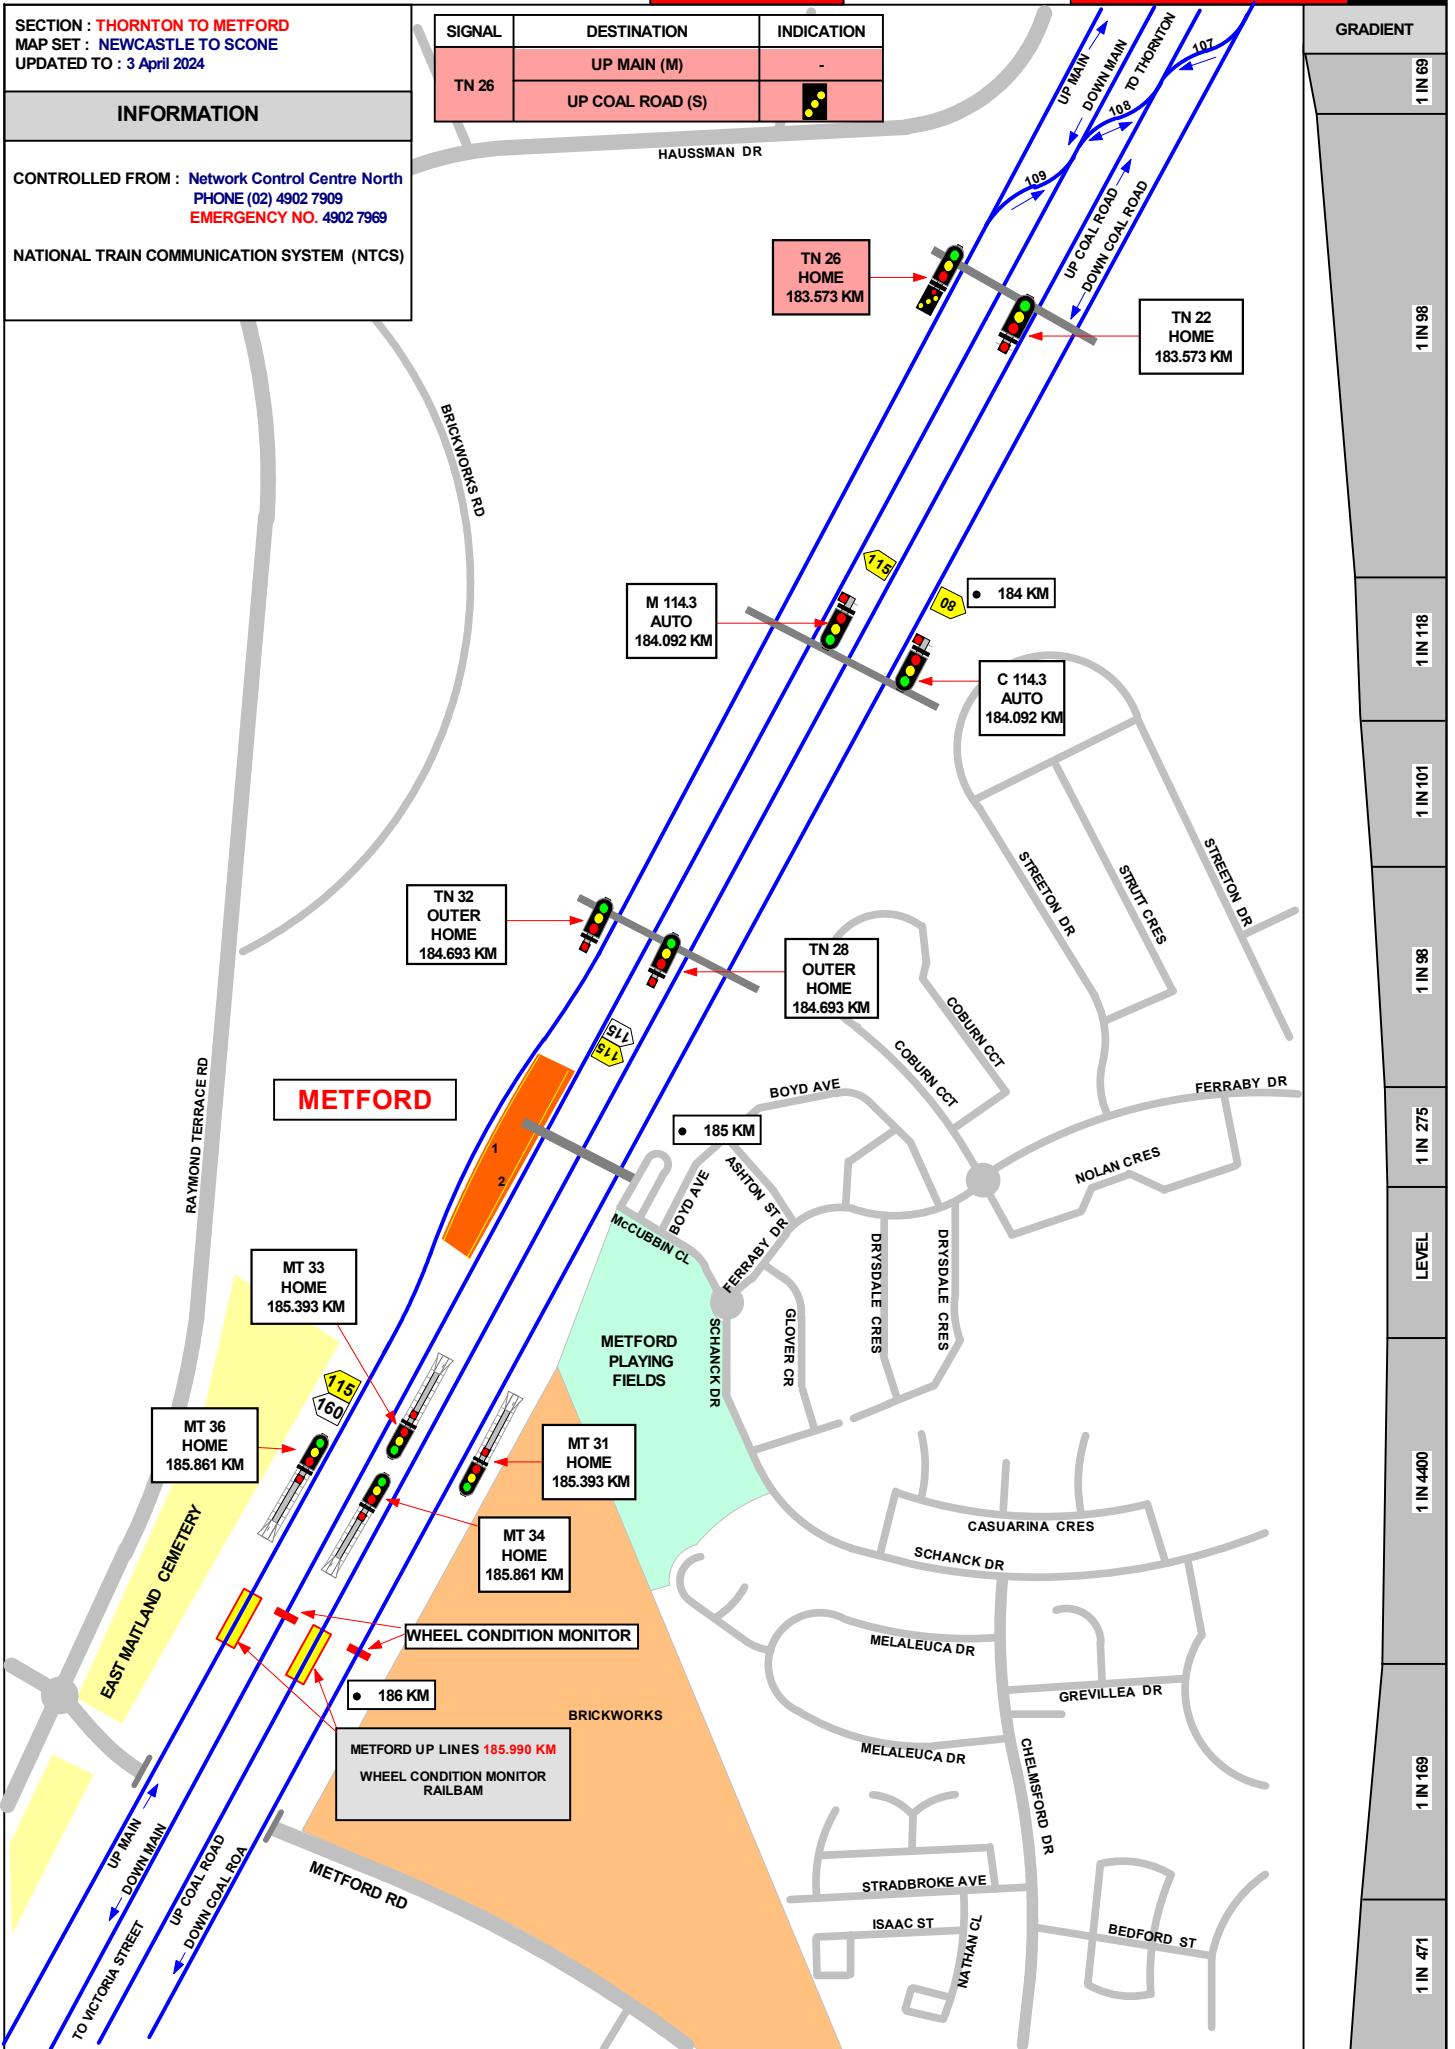 SECTION : THORNTON TO METFORD
MAP SET : NEWCASTLE TO SCONE
UPDATED TO : 3 April 2024
INFORMATION
CONTROLLED FROM : Network Control Centre North
PHONE (02) 4902 7909
EMERGENCY NO. 4902 7969
NATIONAL TRAIN COMMUNICATION SYSTEM (NTCS)
SIGNAL DESTINATION INDICATION
TN 26
UP MAIN (M) -
UP COAL ROAD (S)
GRADIENT
1 IN 69
1 IN 98
1 IN 118
1 IN 101
1 IN 98
1 IN 275
LEVEL
1 IN 4400
1 IN 169
1 IN 471
UP MAIN
DOWN MAIN
TO THORNTON
107
108
109
UP COAL ROAD
DOWN COAL ROAD
HAUSSMAN DR
TN 26
HOME
183.573 KM
TN 22
HOME
183.573 KM
BRICKWORKS RD
115
80
184 KM
M 114.3
AUTO
184.092 KM
C 114.3
AUTO
184.092 KM
STREETON DR
STRUTT CRES
STREETON DR
TN 32
OUTER
HOME
184.693 KM
TN 28
OUTER
HOME
184.693 KM
COBURN CCT
COBURN CCT
115
115
METFORD
1
2
RAYMOND TERRACE RD
BOYD AVE
FERRABY DR
185 KM
BOYD AVE
ASHTON ST
NOLAN CRES
McCUBBIN CL
FERRABY DR
DRYSDALE CRES
DRYSDALE CRES
GLOVER CR
SCHANCK DR
MT 33
HOME
185.393 KM
METFORD
PLAYING
FIELDS
115
160
MT 36
HOME
185.861 KM
MT 31
HOME
185.393 KM
MT 34
HOME
185.861 KM
CASUARINA CRES
SCHANCK DR
EAST MAITLAND CEMETERY
WHEEL CONDITION MONITOR
MELALEUCA DR
GREVILLEA DR
186 KM
BRICKWORKS
METFORD UP LINES 185.990 KM
WHEEL CONDITION MONITOR
RAILBAM
MELALEUCA DR
CHELMSFORD DR
UP MAIN
DOWN MAIN
UP COAL ROAD
DOWN COAL ROA
TO VICTORIA STREET
METFORD RD
STRADBROKE AVE
ISAAC ST
NATHAN CL
BEDFORD ST